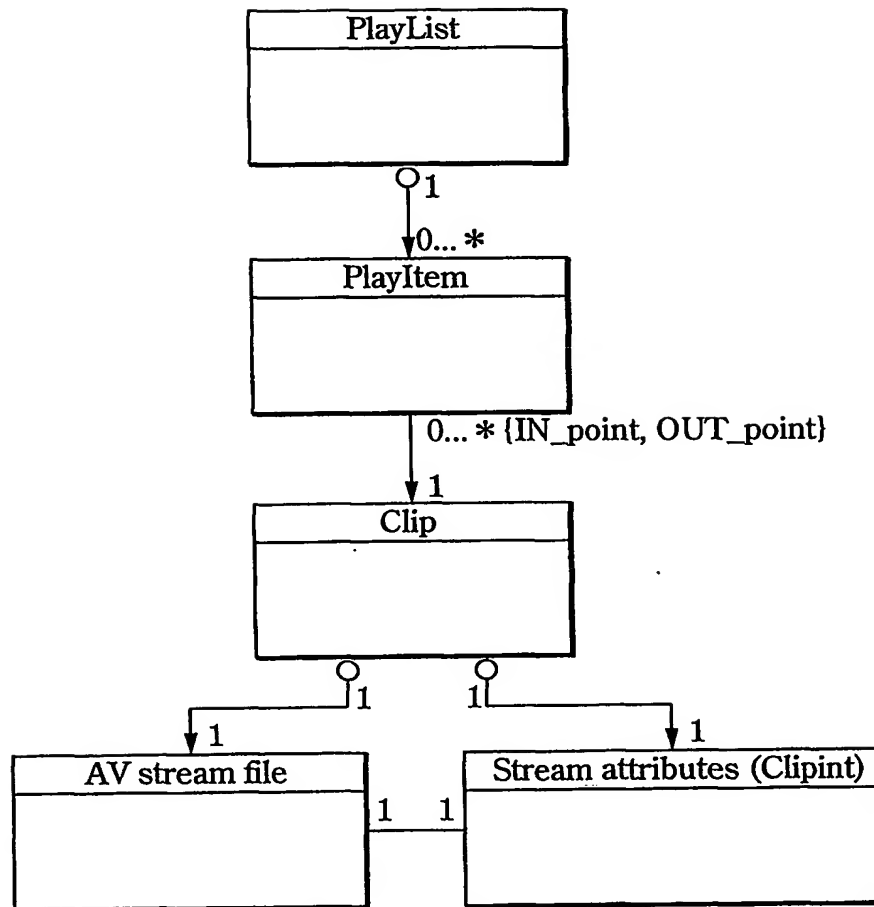 PlayList
1
0... *
PlayItem
0... * {IN_point, OUT_point}
1
Clip
1
1
1
1
AV stream file
Stream attributes (Clipint)
1
1